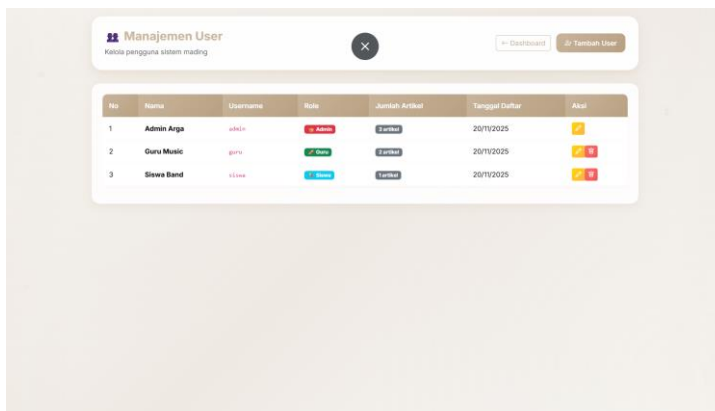 Manajemen User
Kelola pengguna sistem mading
← Dashboard
Tambah User
No Nama Username Role Jumlah Artikel Tanggal Daftar Aksi
1 Admin Arga admin Admin 3 artikel 20/11/2025
2 Guru Music guru Guru 2 artikel 20/11/2025
3 Siswa Band siswa Siswa 1 artikel 20/11/2025